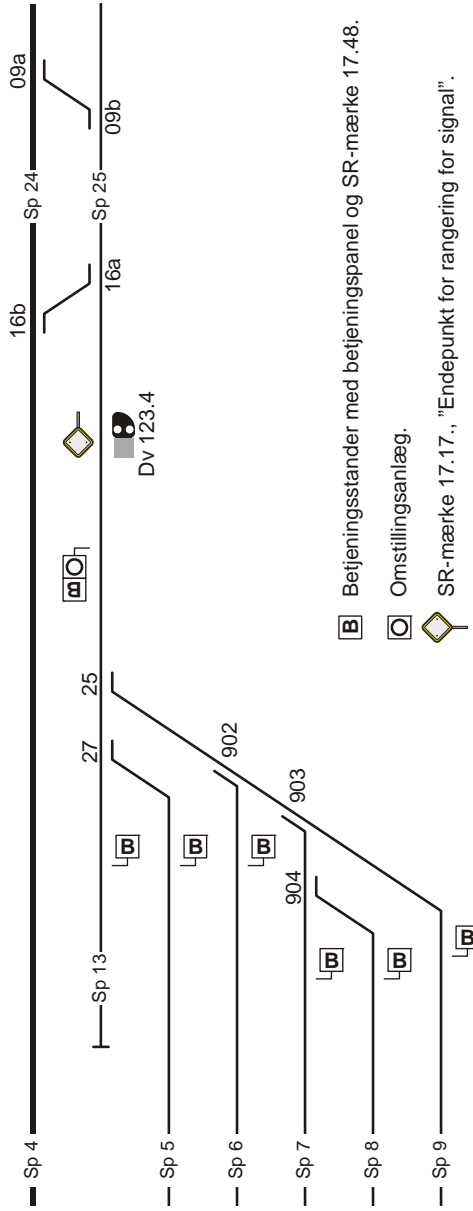 09a
Sp 24
16b
Sp 4
09b
Sp 25
16a
Dv 123.4
B
25
27
Sp 13
B
902
Sp 5
B
903
Sp 6
B
904
Sp 7
B
Sp 8
B
Sp 9
B
B Betjeningsstander med betjeningspanel og SR-mærke 17.48.
Omstillingsanlæg.
SR-mærke 17.17., "Endepunkt for rangering for signal".